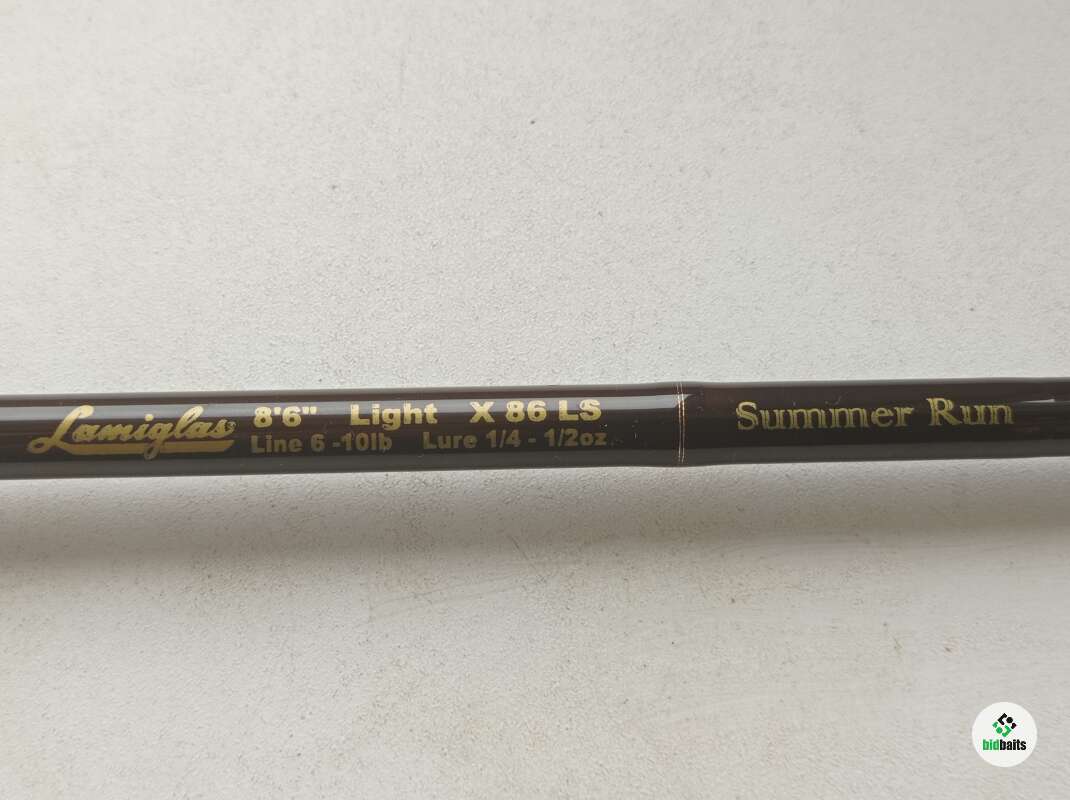 Lamiglas 8'6" Light X 86 LS Summer Run
Line 6 -10lb Lure 1/4 - 1/2oz
bidbaits